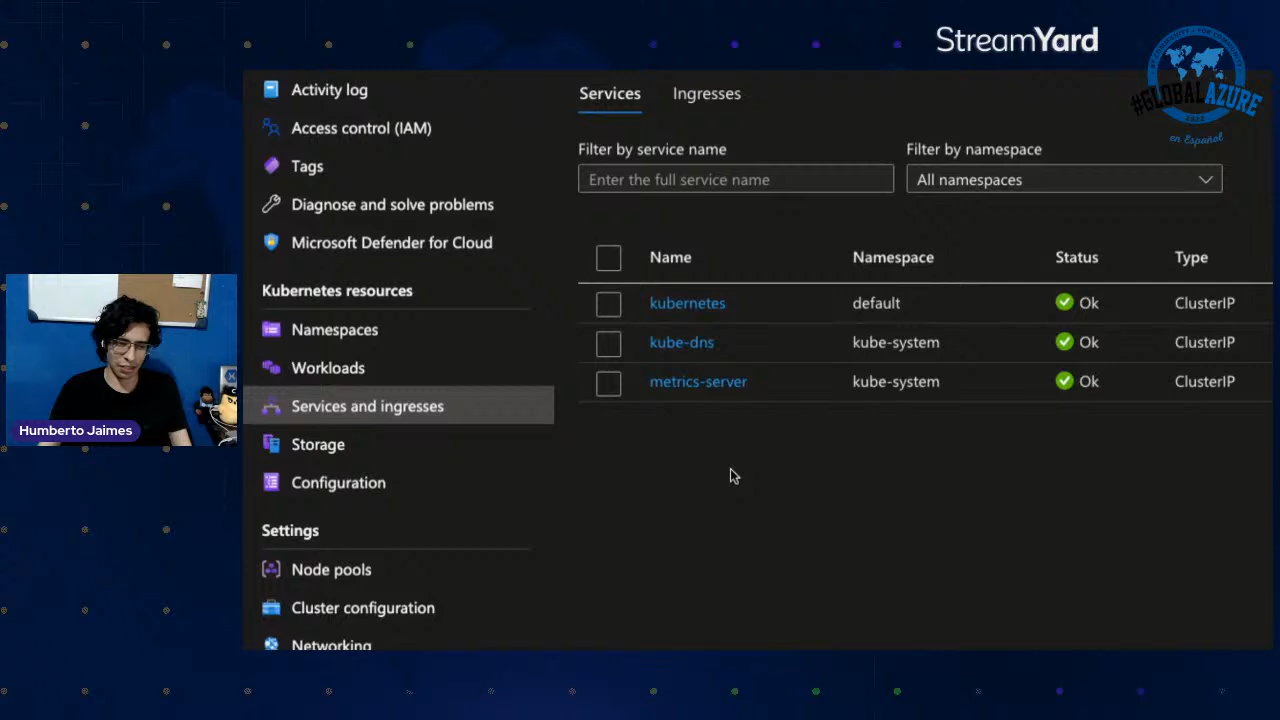 StreamYard
#GLOBALAZURE
2022
en Español
Activity log
Access control (IAM)
Tags
Diagnose and solve problems
Microsoft Defender for Cloud
Kubernetes resources
Namespaces
Workloads
Services and ingresses
Storage
Configuration
Settings
Node pools
Cluster configuration
Networking
Services Ingresses
Filter by service name Filter by namespace
Enter the full service name All namespaces
Name Namespace Status Type
kubernetes default Ok ClusterIP
kube-dns kube-system Ok ClusterIP
metrics-server kube-system Ok ClusterIP
Humberto Jaimes